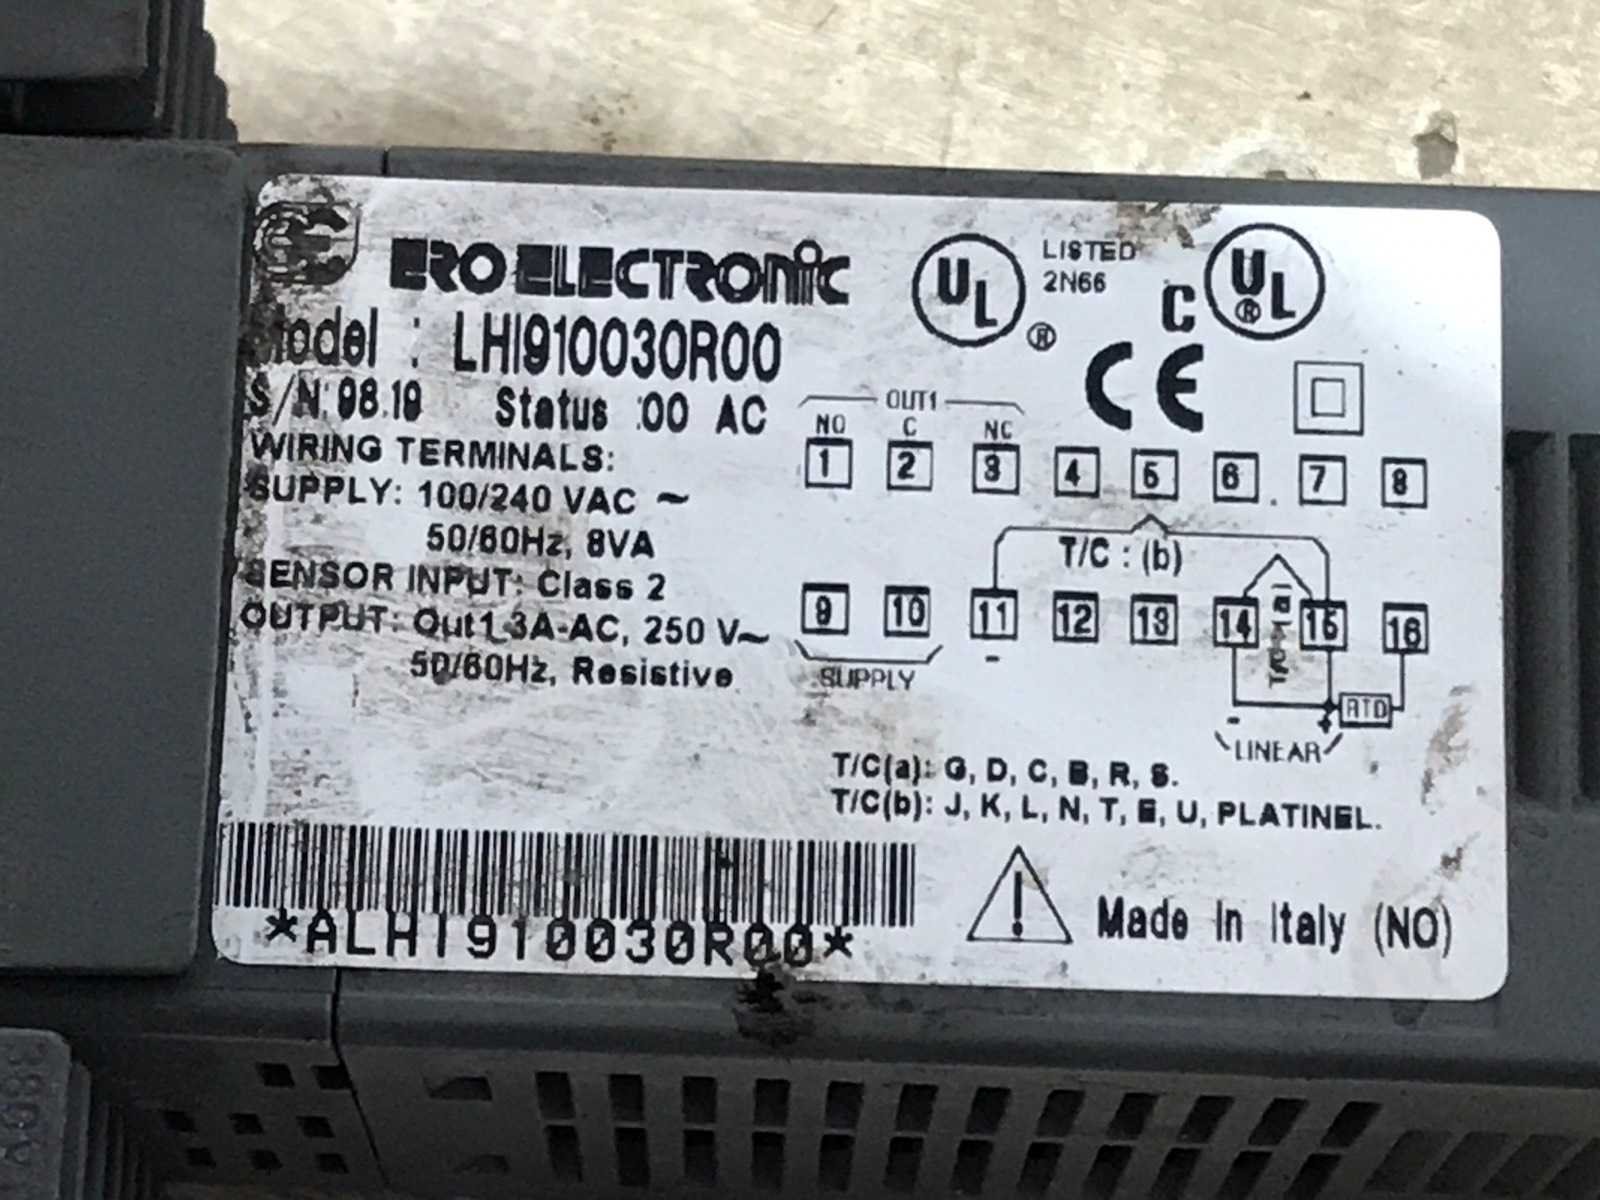 ERO ELECTRONIC
UL ® LISTED 2N66
C UL ®
CE
Model : LHI910030R00
S/N: 98.19 Status :00 AC
WIRING TERMINALS:
SUPPLY: 100/240 VAC ~
50/60Hz, 8VA
SENSOR INPUT: Class 2
OUTPUT: Out1 3A-AC, 250 V~
50/60Hz, Resistive
OUT1
NO C NC
1 2 3 4 5 6 7 8
T/C : (b)
9 10 11 12 13 14 15 16
- SUPPLY
RTD
- +
LINEAR
T/C(a): G, D, C, B, R, S.
T/C(b): J, K, L, N, T, E, U, PLATINEL.
*ALHI910030R00*
! Made in Italy (NO)